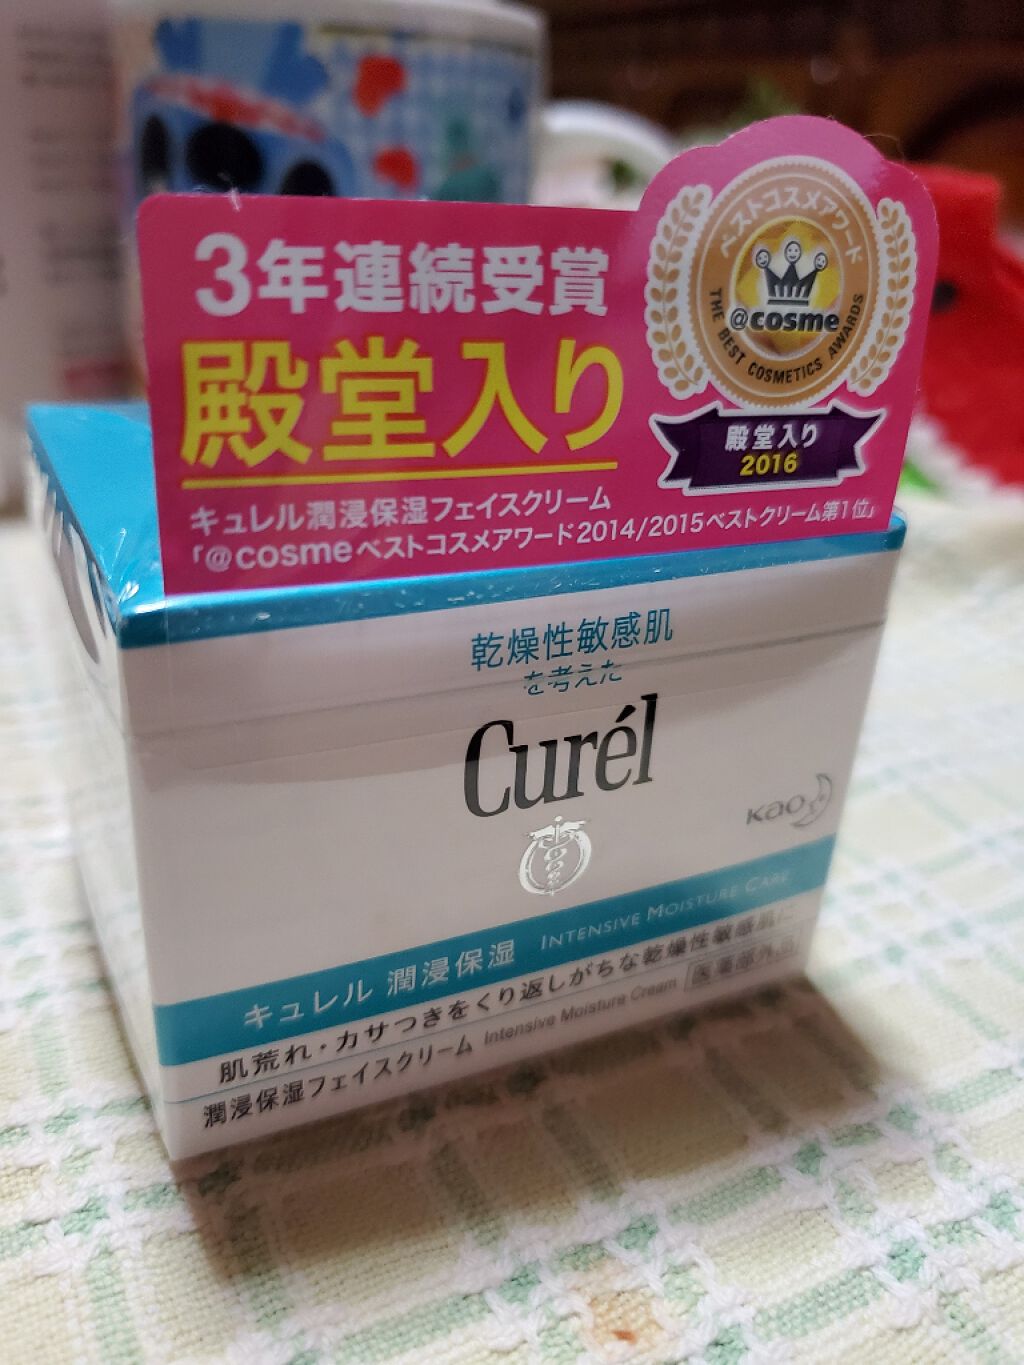 3年連続受賞
殿堂入り
キュレル潤浸保湿フェイスクリーム
「@cosmeベストコスメアワード2014/2015ベストクリーム第1位」
ベストコスメアワード
@cosme
THE BEST COSMETICS AWARDS
殿堂入り
2016
乾燥性敏感肌
を考えた
Curél
Kao
キュレル 潤浸保湿 INTENSIVE MOISTURE CARE
肌荒れ・カサつきをくり返しがちな乾燥性敏感肌に
潤浸保湿フェイスクリーム Intensive Moisture Cream 医薬部外品